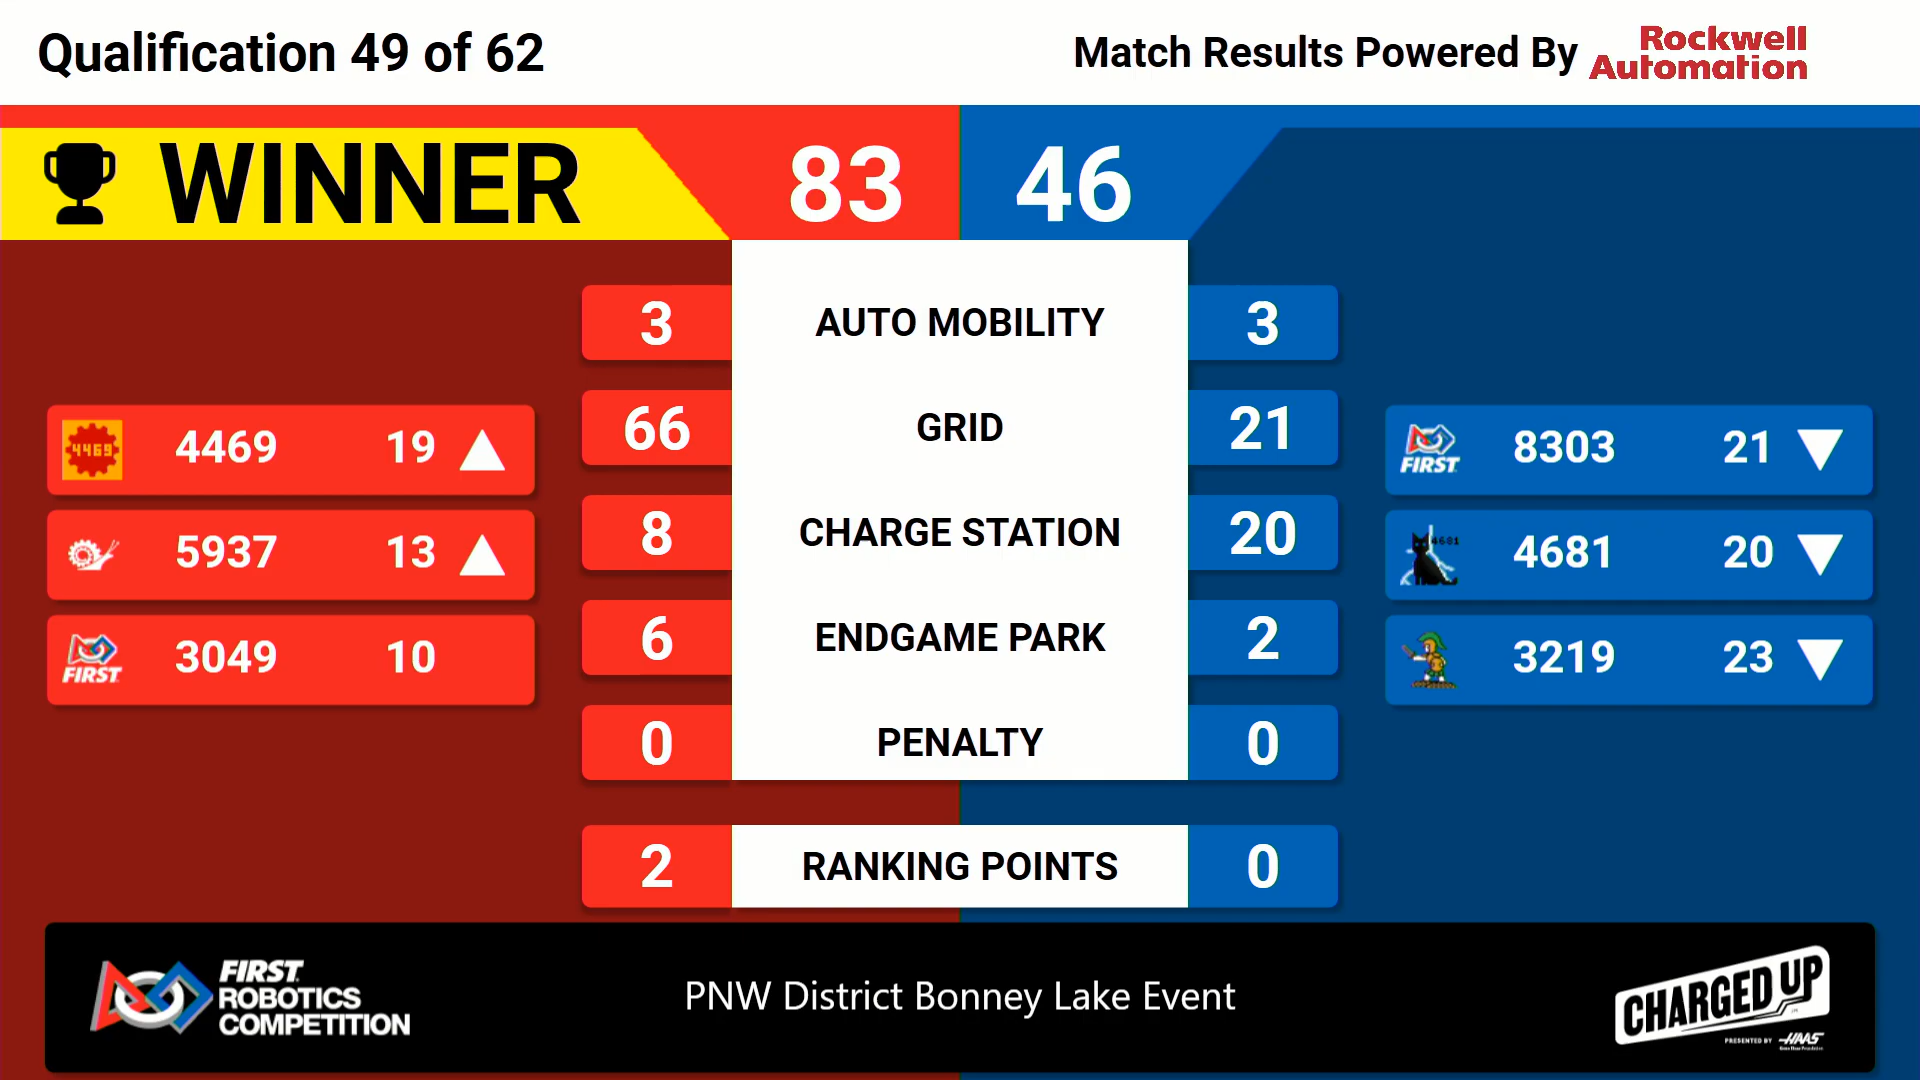 Qualification 49 of 62
Match Results Powered By
Rockwell
Automation
WINNER
83
46
3 AUTO MOBILITY 3
66 GRID 21
8 CHARGE STATION 20
6 ENDGAME PARK 2
0 PENALTY 0
2 RANKING POINTS 0
4469 4469 19
5937 13
FIRST 3049 10
FIRST 8303 21
4681 4681 20
3219 23
FIRST
ROBOTICS
COMPETITION
PNW District Bonney Lake Event
CHARGED UP
PRESENTED BY HAAS